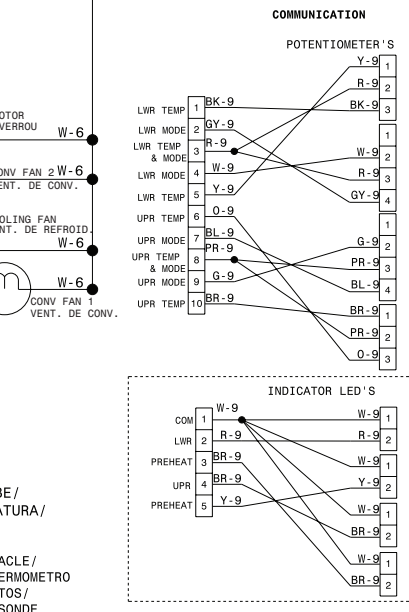 COMMUNICATION
POTENTIOMETER'S
LWR TEMP 1 BK-9
LWR MODE 2 GY-9
LWR TEMP & MODE 3 R-9
LWR MODE 4 W-9
LWR TEMP 5 Y-9
UPR TEMP 6 O-9
UPR MODE 7 BL-9
UPR TEMP & MODE 8 PR-9
UPR MODE 9 G-9
UPR TEMP 10 BR-9
Y-9 1
R-9 2
BK-9 3
1
W-9 2
R-9 3
GY-9 4
1
G-9 2
PR-9 3
BL-9 4
BR-9 1
PR-9 2
O-9 3
OTOR
VERROU
W-6
ONV FAN 2 W-6
ENT. DE CONV.
OLING FAN
NT. DE REFROID.
W-6
W-6
CONV FAN 1
VENT. DE CONV.
INDICATOR LED'S
COM 1 W-9
LWR 2 R-9
PREHEAT 3 BR-9
UPR 4 BR-9
PREHEAT 5 Y-9
W-9 1
R-9 2
W-9 1
Y-9 2
W-9 1
BR-9 2
W-9 1
BR-9 2
BE/
ATURA/
ACLE/
ERMOMETRO
TOS/
SONDE